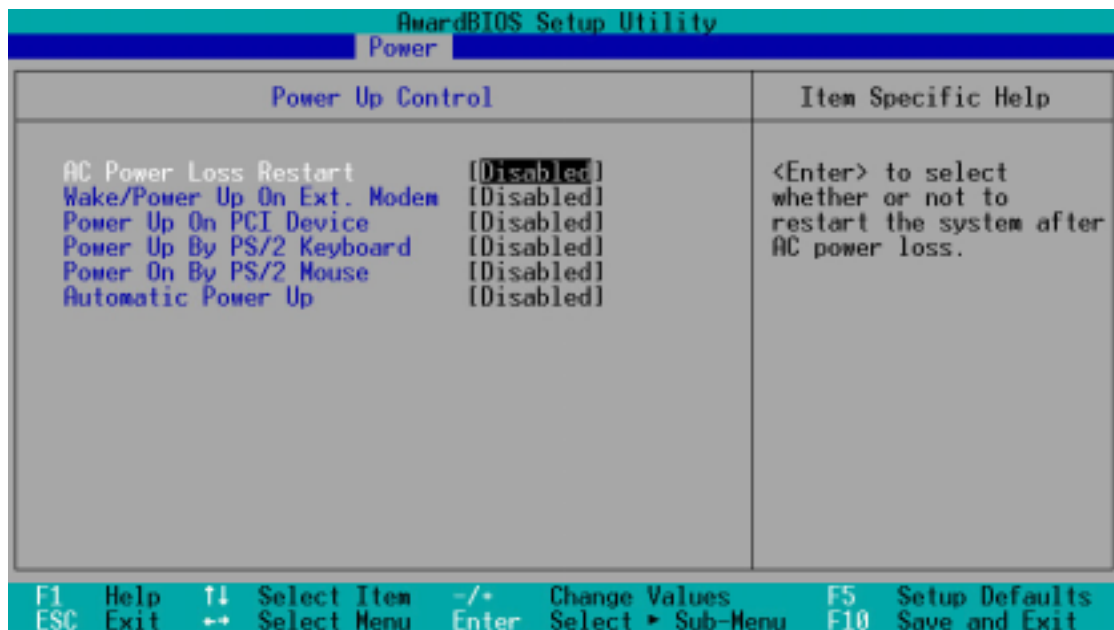 AwardBIOS Setup Utility
Power
Power Up Control
Item Specific Help
AC Power Loss Restart [Disabled]
Wake/Power Up On Ext. Modem [Disabled]
Power Up On PCI Device [Disabled]
Power Up By PS/2 Keyboard [Disabled]
Power On By PS/2 Mouse [Disabled]
Automatic Power Up [Disabled]
<Enter> to select
whether or not to
restart the system after
AC power loss.
F1 Help ↑↓ Select Item -/+ Change Values F5 Setup Defaults
ESC Exit ←→ Select Menu Enter Select ► Sub-Menu F10 Save and Exit